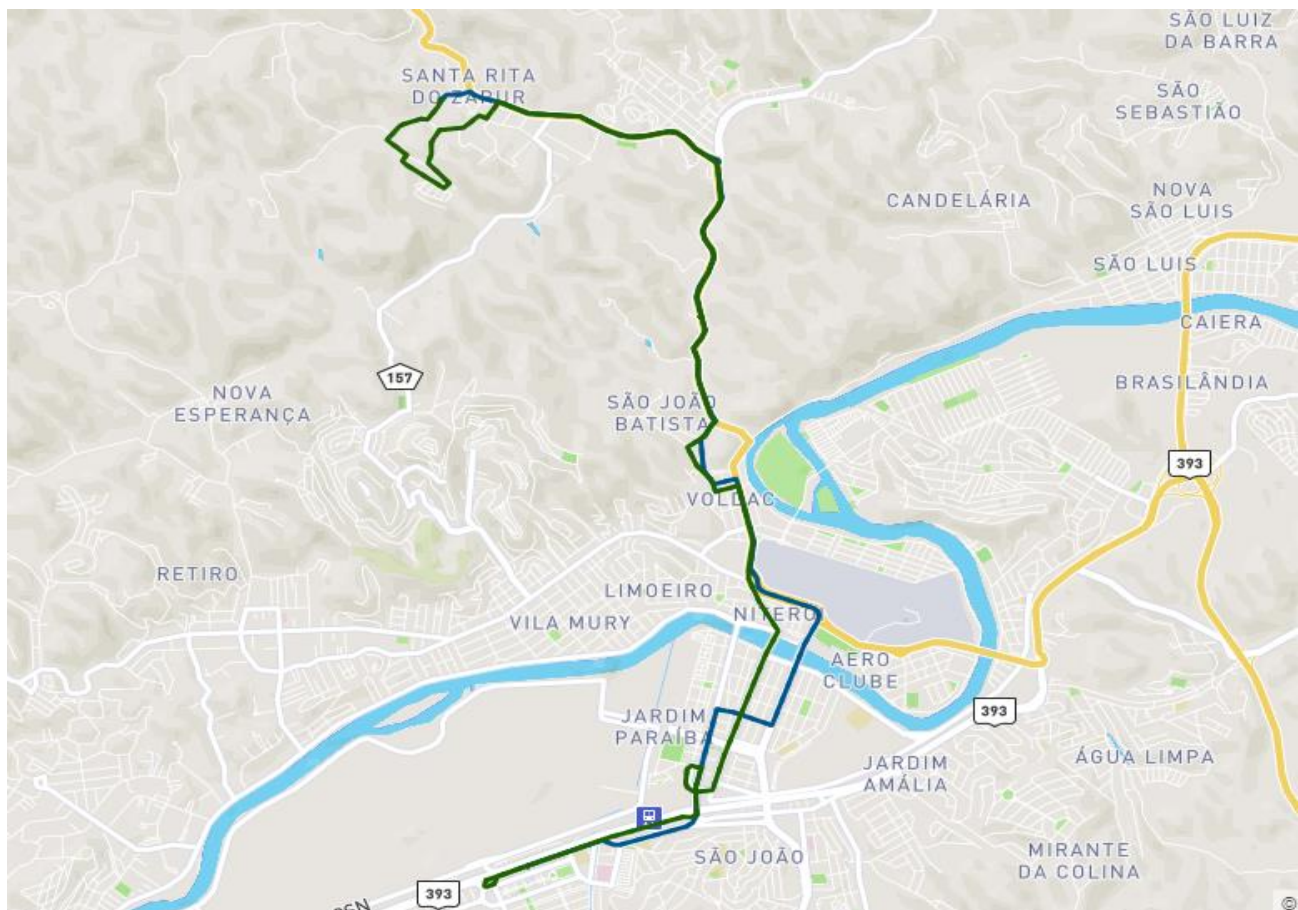 SÃO LUIZ
DA BARRA
SANTA RITA
DO ZARUR
SÃO
SEBASTIÃO
CANDELÁRIA
NOVA
SÃO LUIS
SÃO LUIS
CAIERA
157
NOVA
ESPERANÇA
SÃO JOÃO
BATISTA
BRASILÂNDIA
393
VOLDAC
RETIRO
LIMOEIRO
NITERÓI
VILA MURY
AERO
CLUBE
JARDIM
PARAÍBA
393
JARDIM
AMÁLIA
ÁGUA LIMPA
SÃO JOÃO
MIRANTE
DA COLINA
393
©